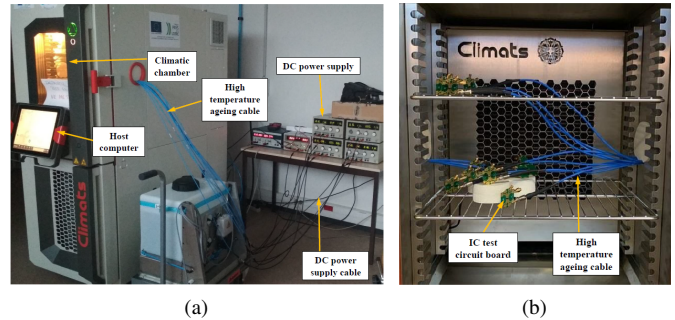 Climatic
chamber
DC power supply
High
temperature
ageing cable
Host
computer
Climats
DC power
supply cable
(a)
Climats
IC test
circuit board
High
temperature
ageing cable
(b)